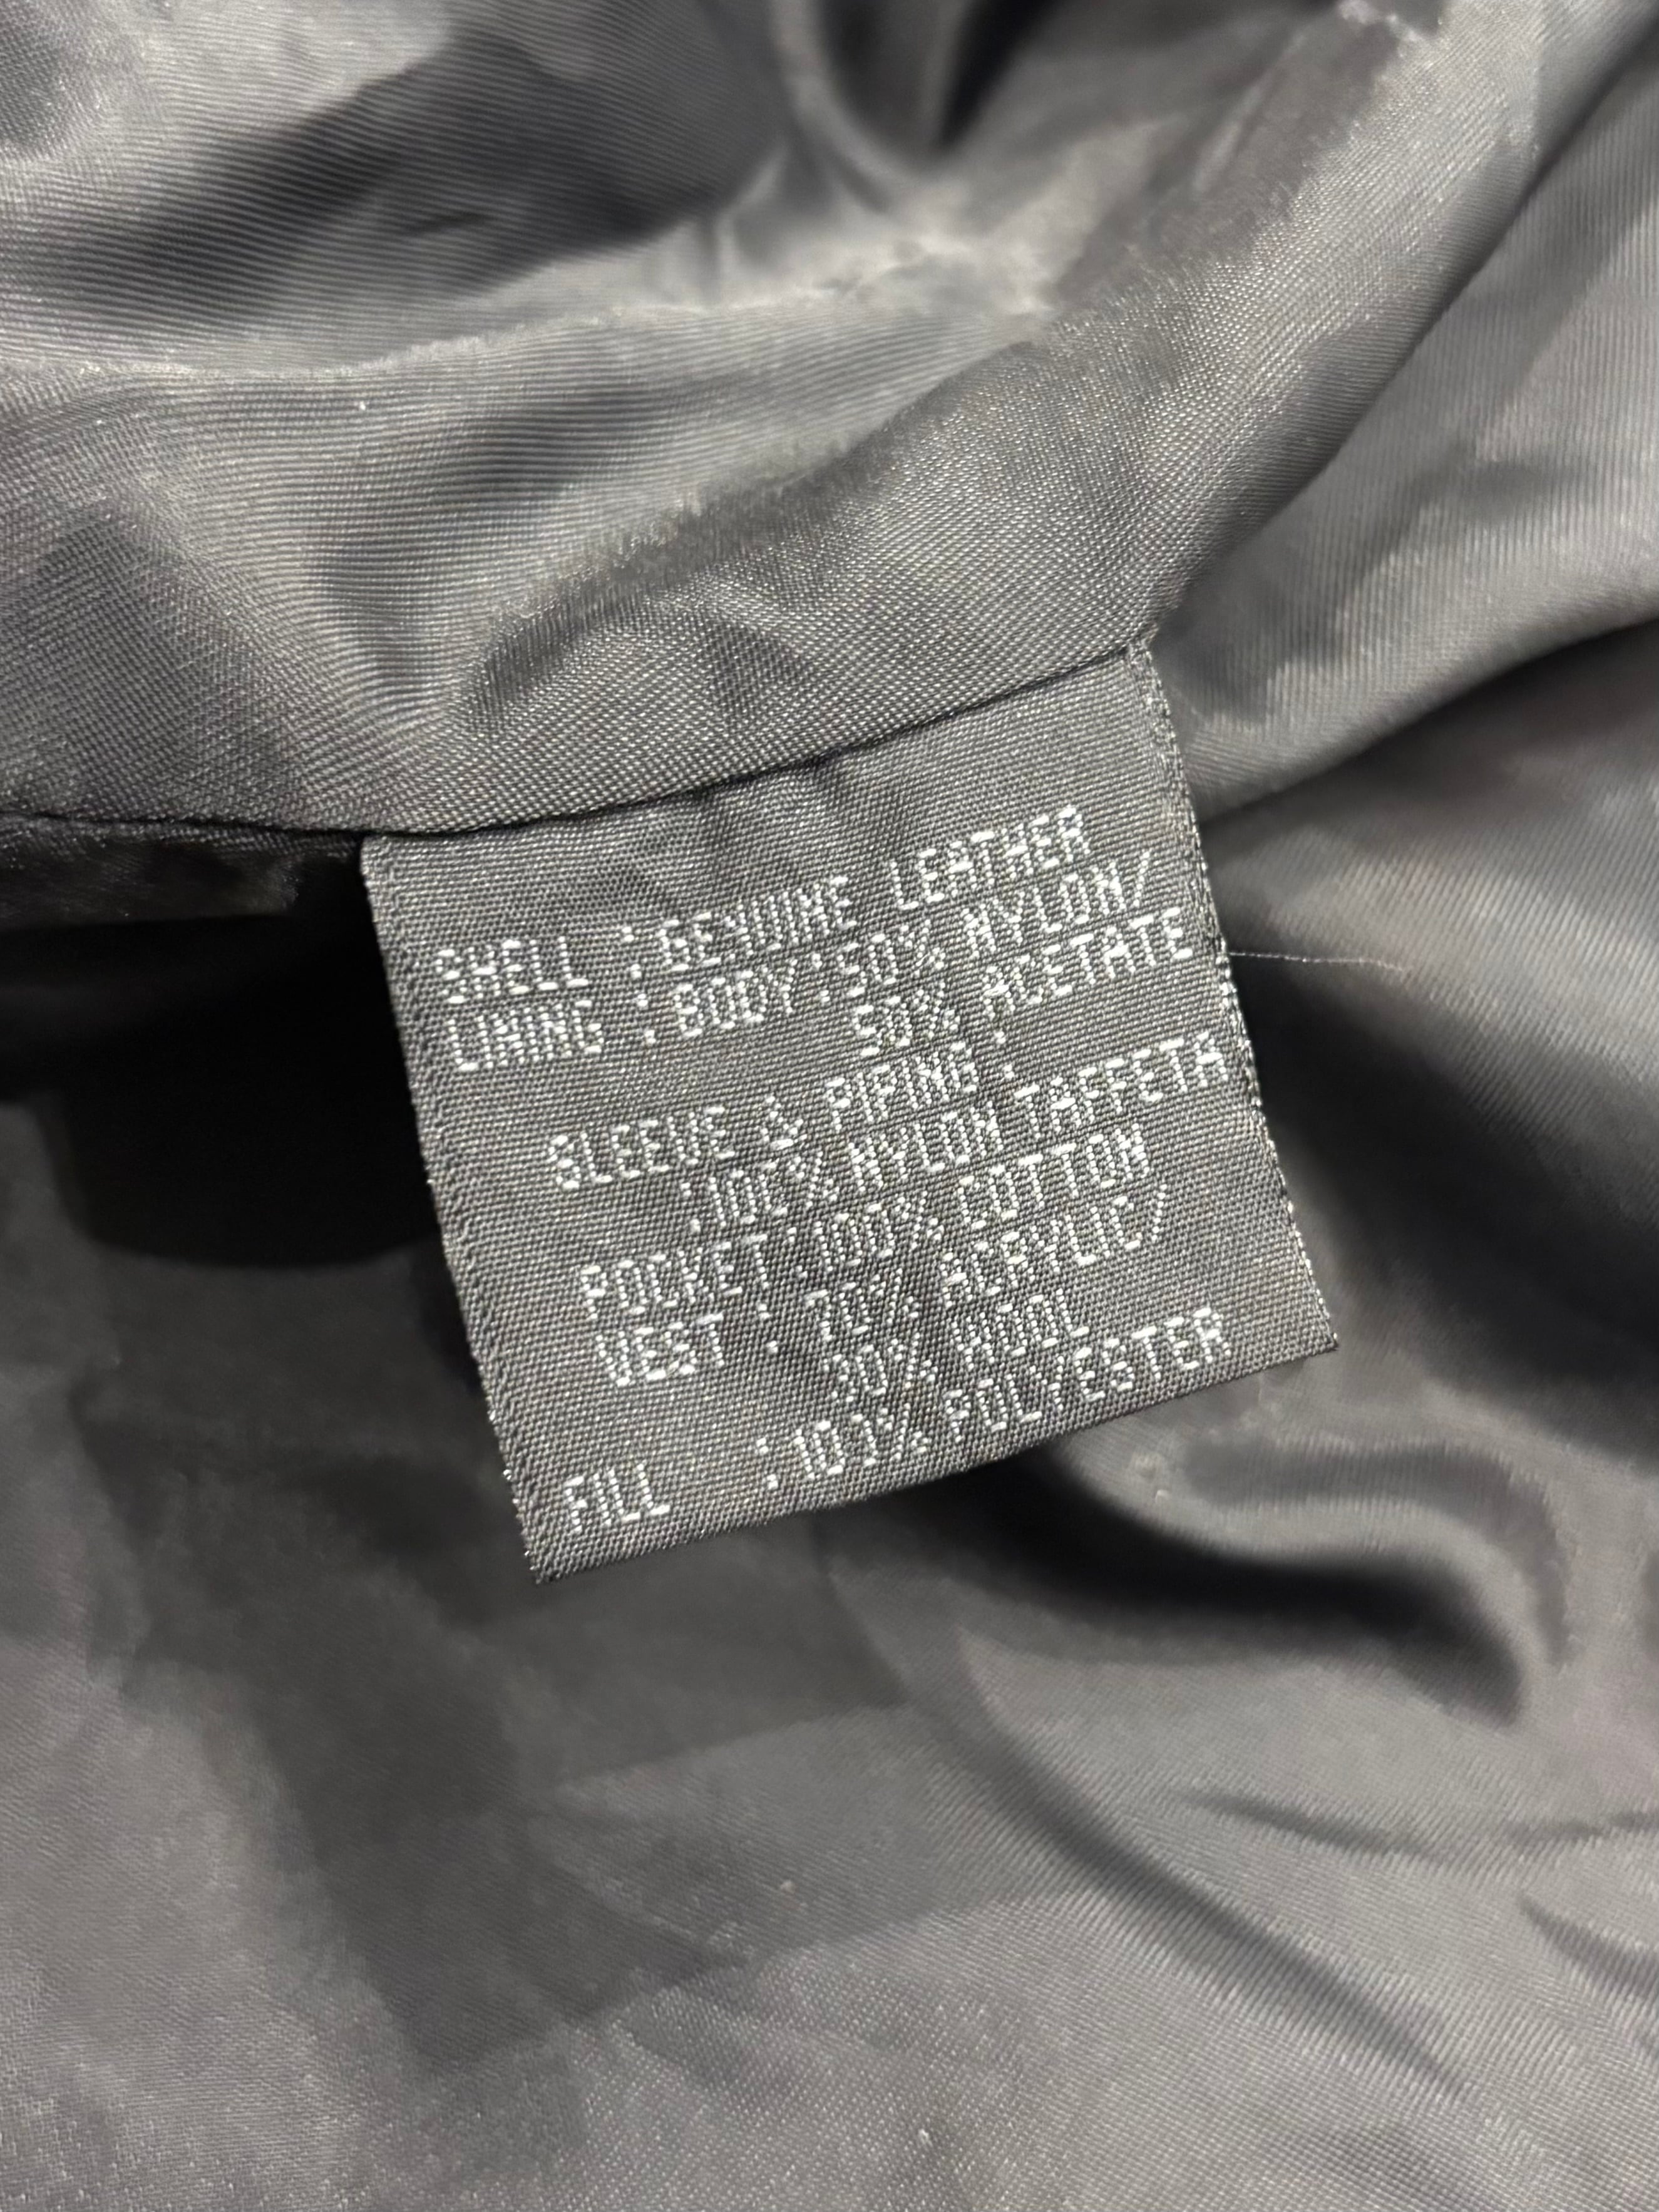 SHELL :GENUINE LEATHER
LINING :BODY:50% NYLON/
50% ACETATE
SLEEVE & PIPING :
:100% NYLON TAFFETA
POCKET:100% COTTON
VEST : 70% ACRYLIC/
30% WOOL
FILL :100% POLYESTER